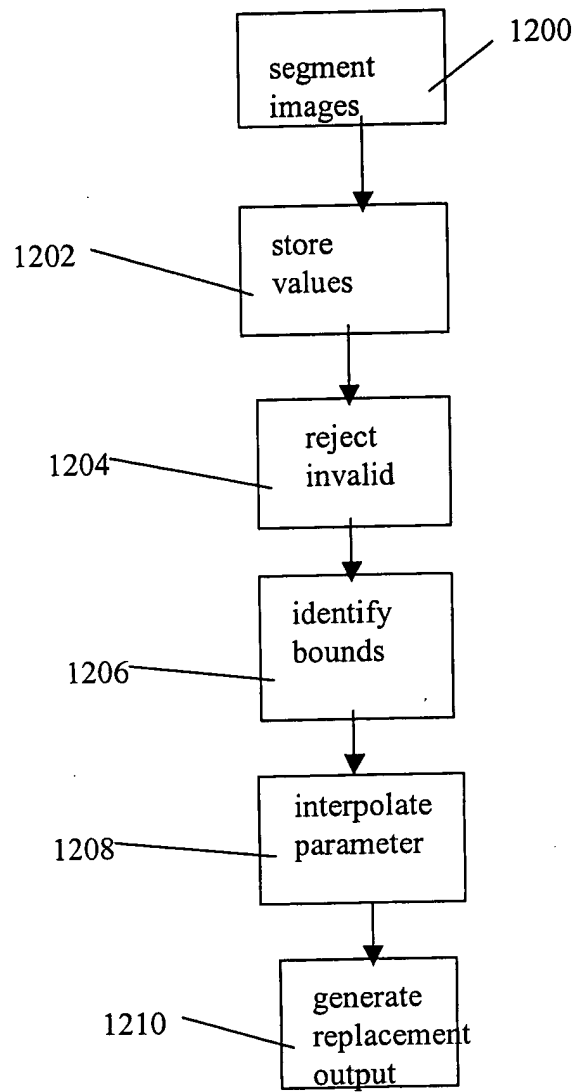 1200
segment
images
1202
store
values
1204
reject
invalid
identify
bounds
1206
interpolate
parameter
1208
generate
replacement
output
1210